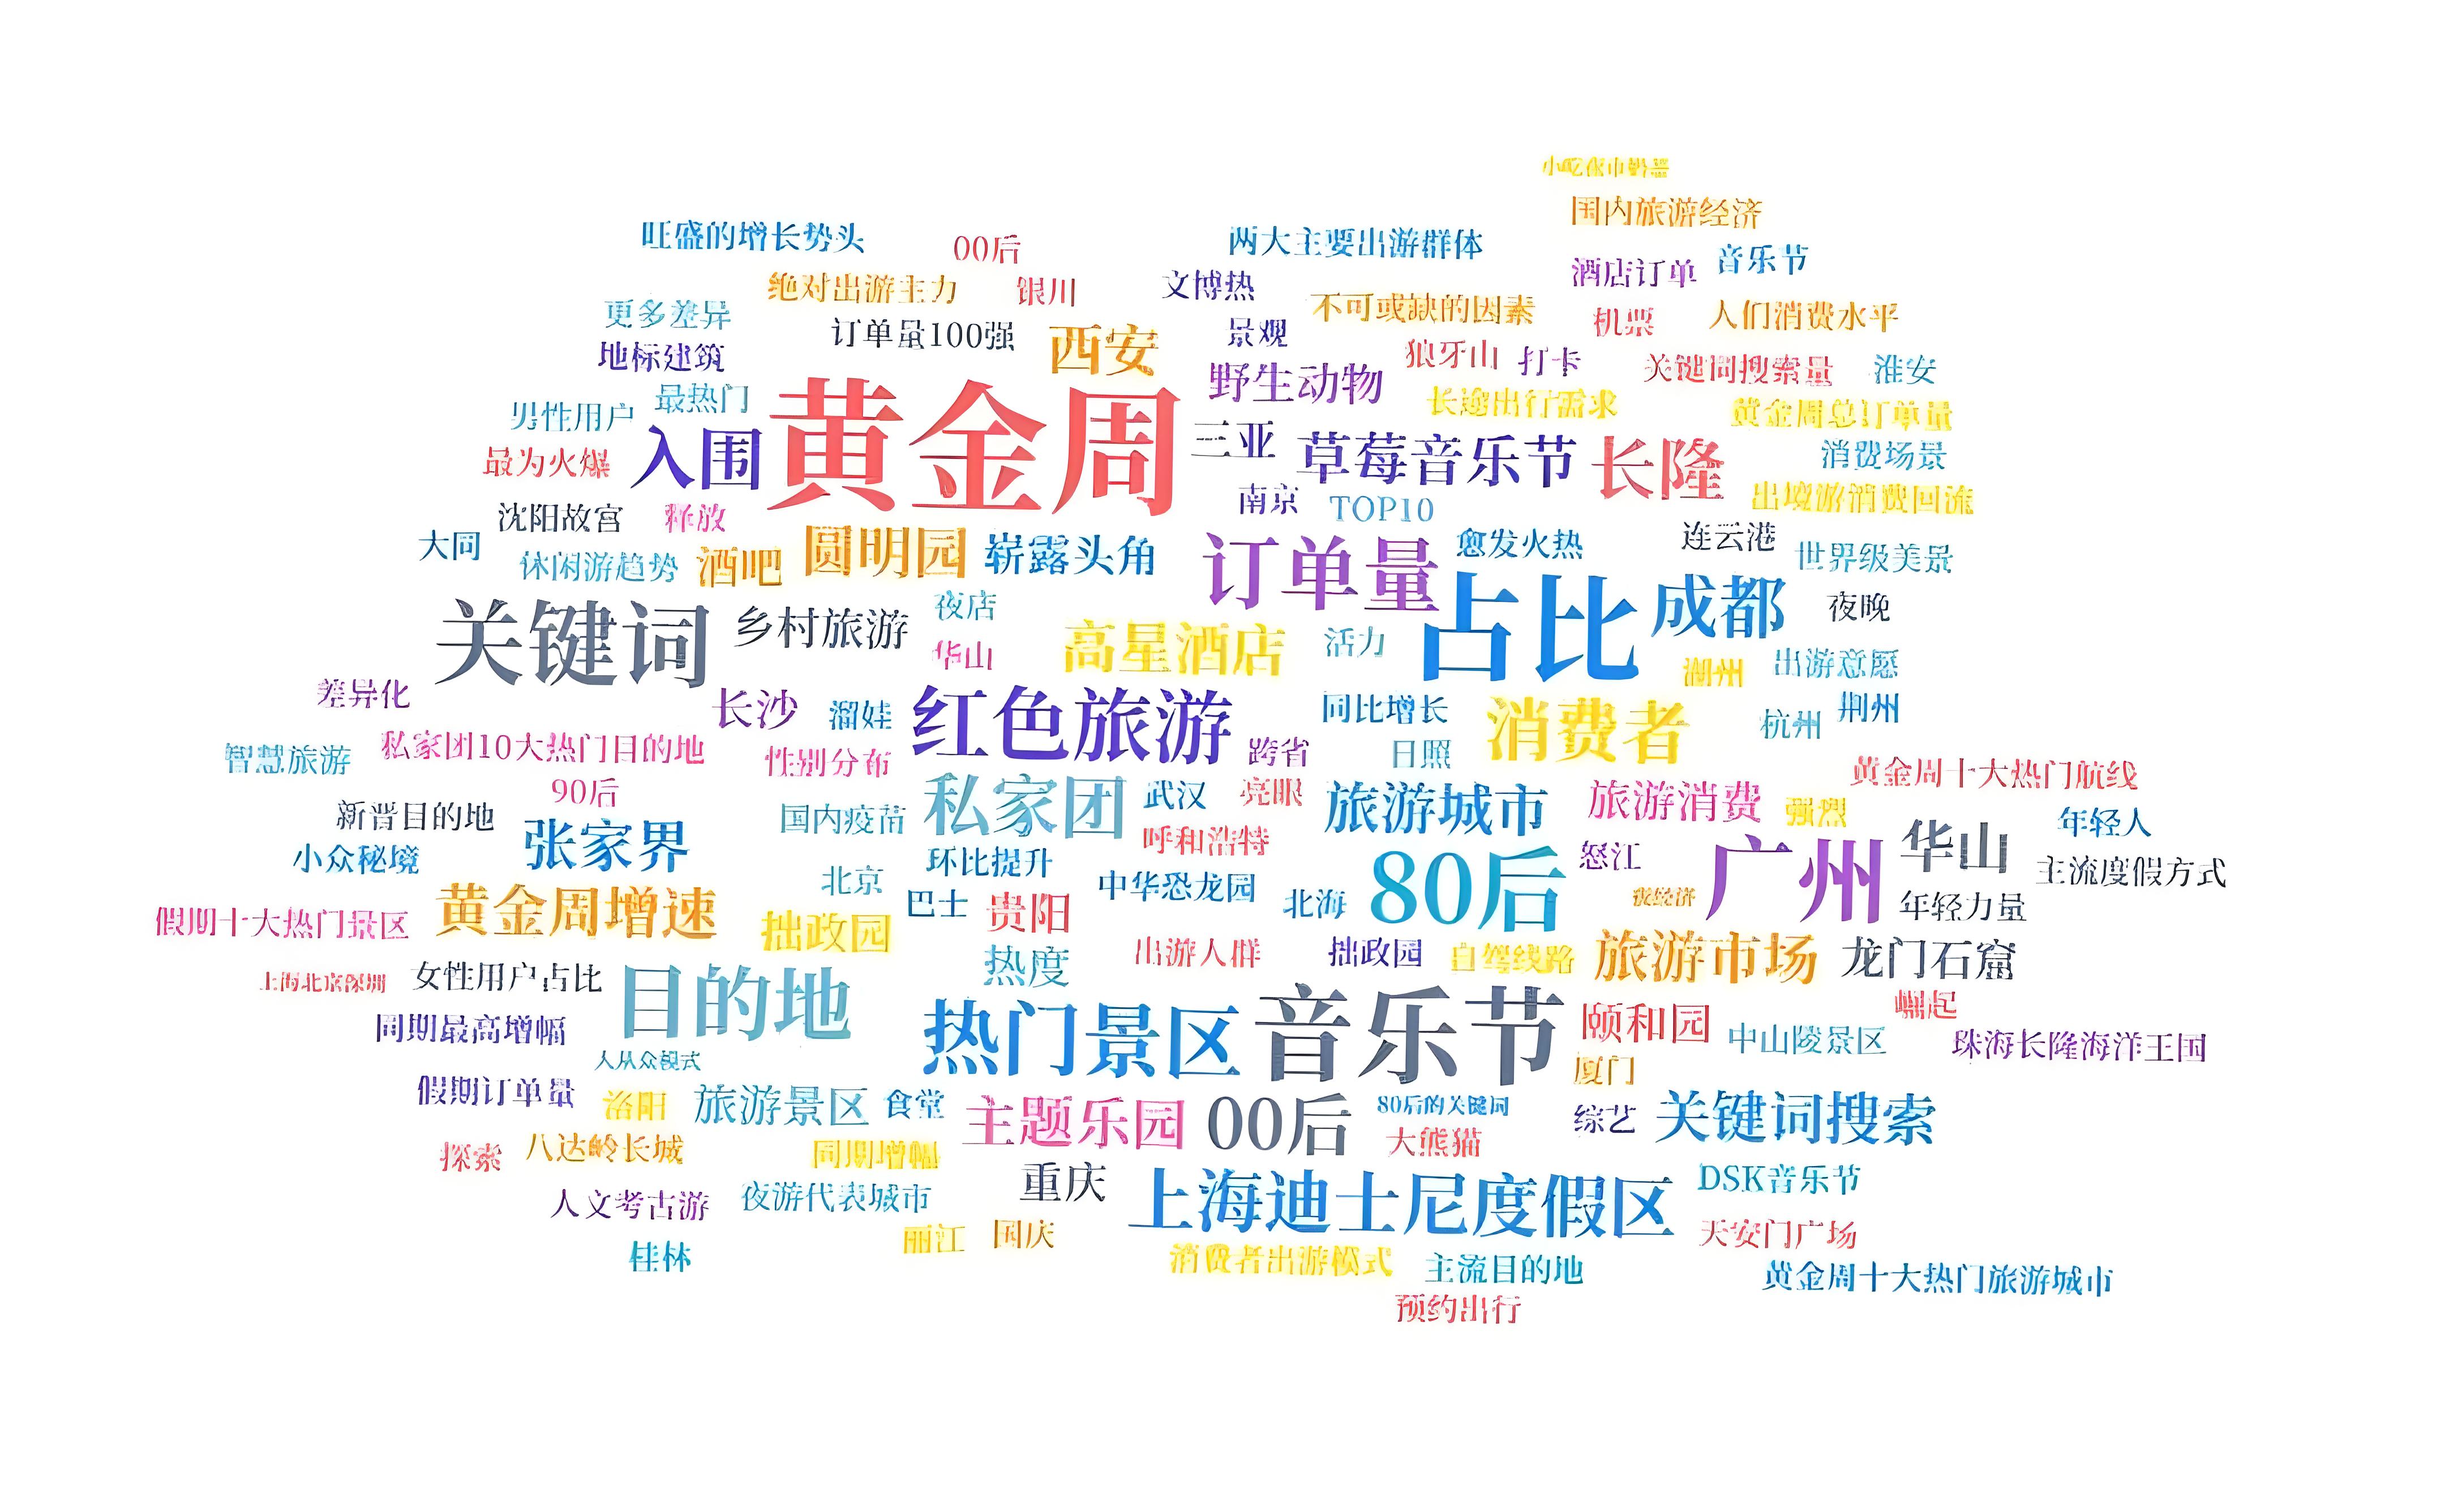 国内旅游经济
旺盛的增长势头
00后
两大主要出游群体
音乐节
酒店订单
绝对出游主力
银川
文博热
不可或缺的因素
更多差异
订单量100强
景观
机票
人们消费水平
地标建筑
西安
狼牙山
打卡
关键词搜索量
淮安
男性用户
最热门
野生动物
长途出行需求
黄金周总订单量
黄金周
最为火爆
入围
三亚
草莓音乐节
长隆
消费场景
南京
TOP10
出境游消费回流
沈阳故宫
释放
大同
休闲游趋势
酒吧
圆明园
崭露头角
订单量
愈发火热
连云港
世界级美景
关键词
乡村旅游
夜店
占比
成都
夜晚
华山
高星酒店
活力
潮州
出游意愿
差异化
长沙
溜娃
红色旅游
同比增长
消费者
杭州
荆州
智慧旅游
私家团10大热门目的地
性别分布
跨省
日照
黄金周十大热门航线
90后
新晋目的地
张家界
国内疫苗
私家团
武汉
亮眼
旅游城市
旅游消费
强烈
年轻人
小众秘境
环比提升
呼和浩特
80后
怒江
广州
华山
主流度假方式
北京
巴士
中华恐龙园
北海
夜经济
年轻力量
假期十大热门景区
黄金周增速
拙政园
贵阳
上海北京深圳
女性用户占比
目的地
热度
出游人群
拙政园
自驾线路
旅游市场
龙门石窟
同期最高增幅
热门景区
音乐节
颐和园
崛起
中山陵景区
珠海长隆海洋王国
人从众模式
厦门
假期订单量
洛阳
旅游景区
食堂
主题乐园
00后
80后的关键词
综艺
关键词搜索
探索
八达岭长城
同期增幅
大熊猫
人文考古游
夜游代表城市
重庆
上海迪士尼度假区
DSK音乐节
桂林
丽江
国庆
天安门广场
消费者出游模式
主流目的地
黄金周十大热门旅游城市
预约出行